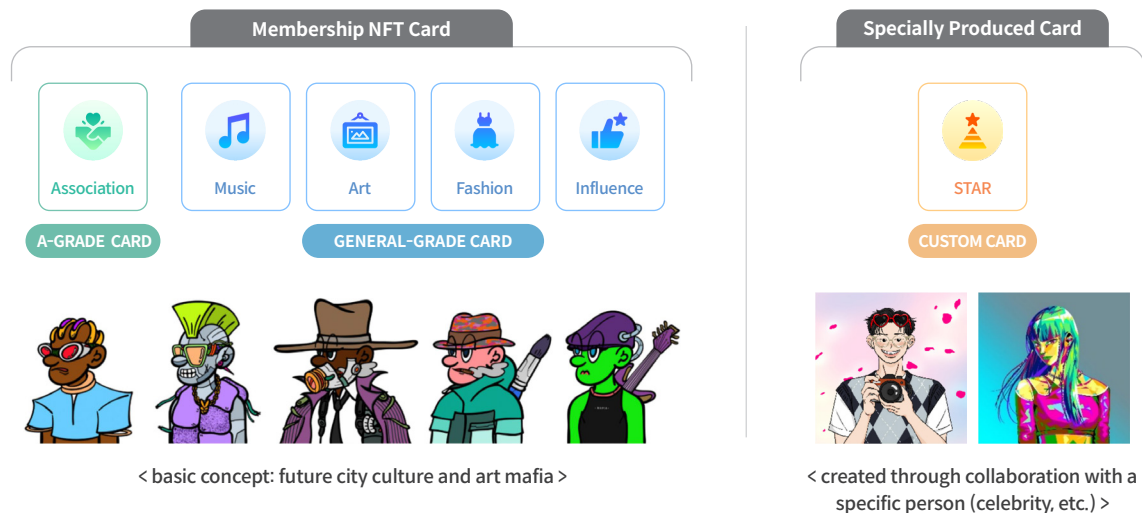 Membership NFT Card
Specially Produced Card
Association
Music
Art
Fashion
Influence
STAR
A-GRADE CARD
GENERAL-GRADE CARD
CUSTOM CARD
< basic concept: future city culture and art mafia >
< created through collaboration with a
specific person (celebrity, etc.) >